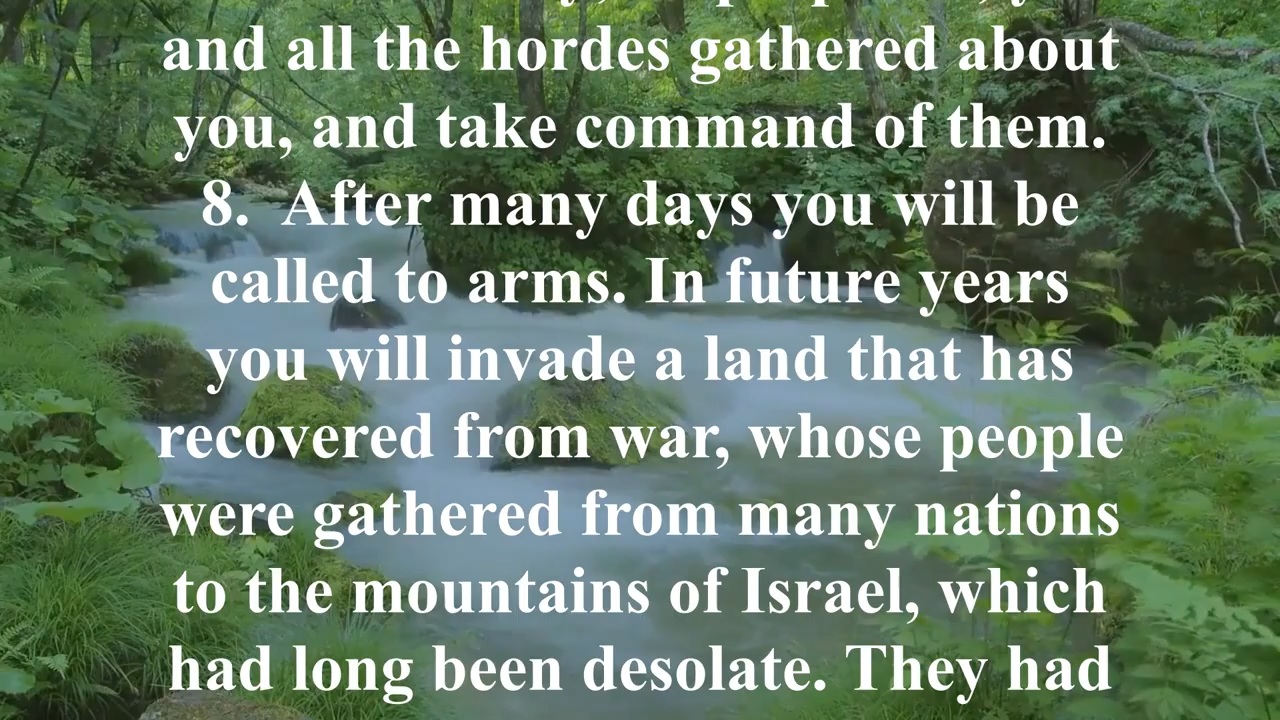 and all the hordes gathered about
you, and take command of them.
8.  After many days you will be
called to arms. In future years
you will invade a land that has
recovered from war, whose people
were gathered from many nations
to the mountains of Israel, which
had long been desolate. They had